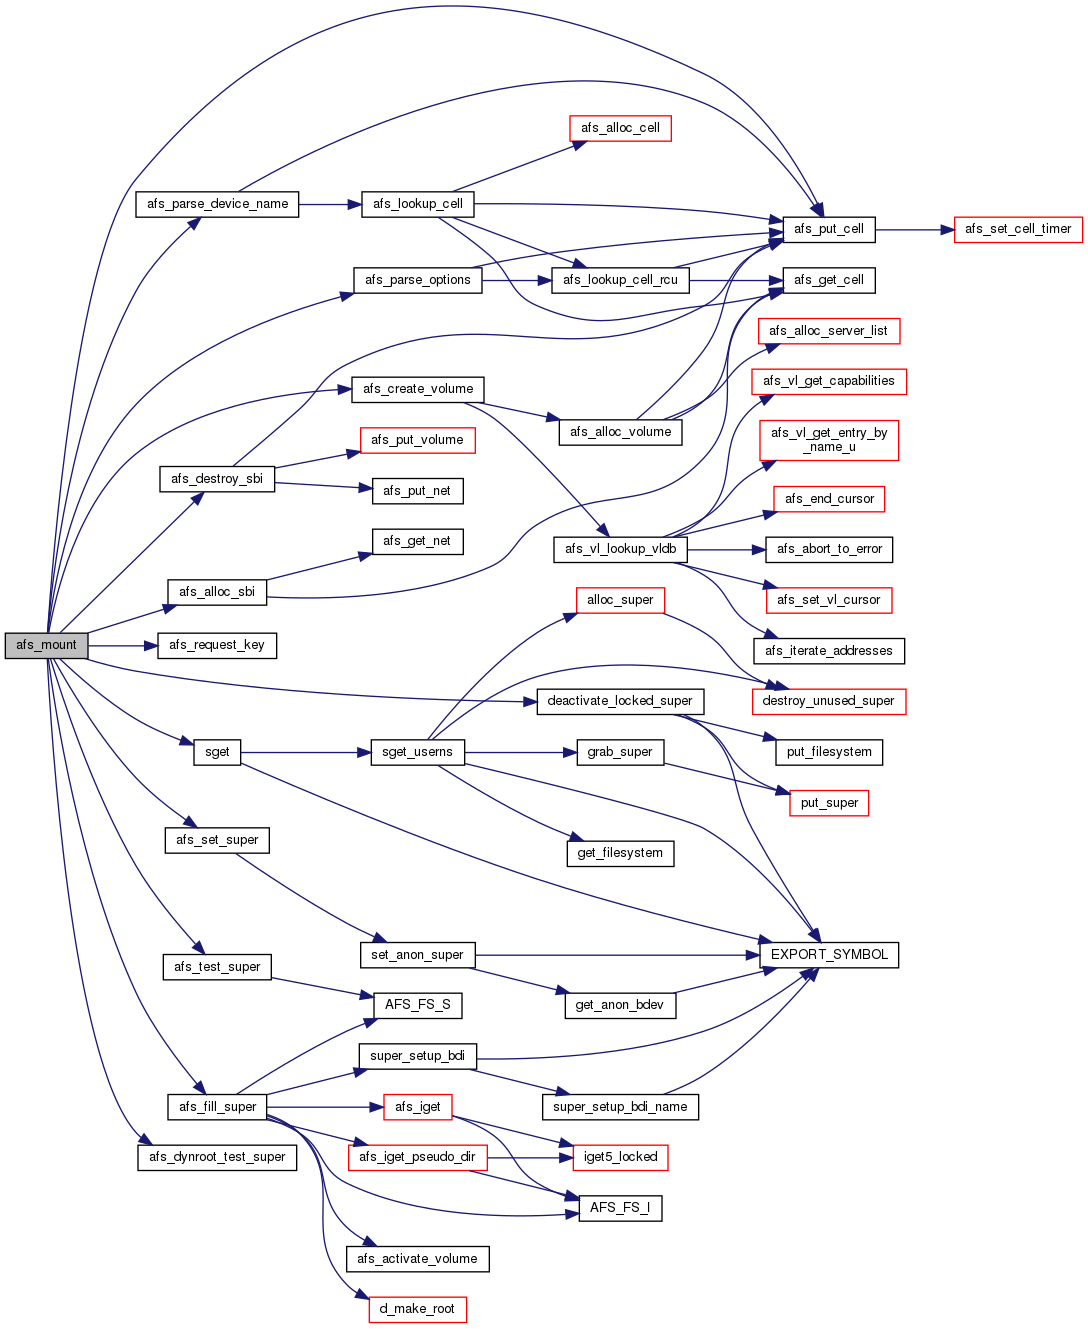 afs_alloc_cell
afs_parse_device_name
afs_lookup_cell
afs_put_cell
afs_set_cell_timer
afs_parse_options
afs_lookup_cell_rcu
afs_get_cell
afs_alloc_server_list
afs_vl_get_capabilities
afs_create_volume
afs_alloc_volume
afs_put_volume
afs_vl_get_entry_by
_name_u
afs_destroy_sbi
afs_put_net
afs_end_cursor
afs_get_net
afs_vl_lookup_vldb
afs_abort_to_error
afs_alloc_sbi
alloc_super
afs_set_vl_cursor
afs_mount
afs_request_key
afs_iterate_addresses
deactivate_locked_super
destroy_unused_super
sget
sget_userns
grab_super
put_filesystem
put_super
afs_set_super
get_filesystem
set_anon_super
EXPORT_SYMBOL
afs_test_super
AFS_FS_S
get_anon_bdev
super_setup_bdi
afs_fill_super
afs_iget
super_setup_bdi_name
afs_dynroot_test_super
afs_iget_pseudo_dir
iget5_locked
AFS_FS_I
afs_activate_volume
d_make_root